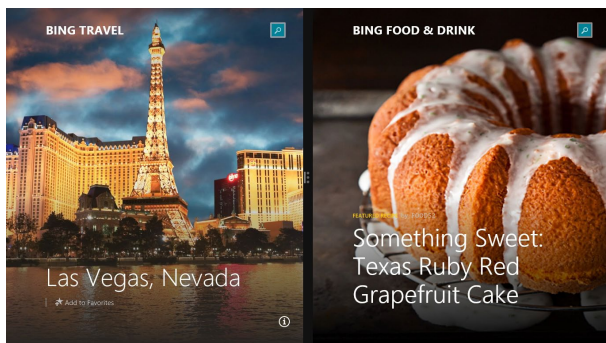 BING TRAVEL
Las Vegas, Nevada
Add to Favorites
BING FOOD & DRINK
Something Sweet:
Texas Ruby Red
Grapefruit Cake